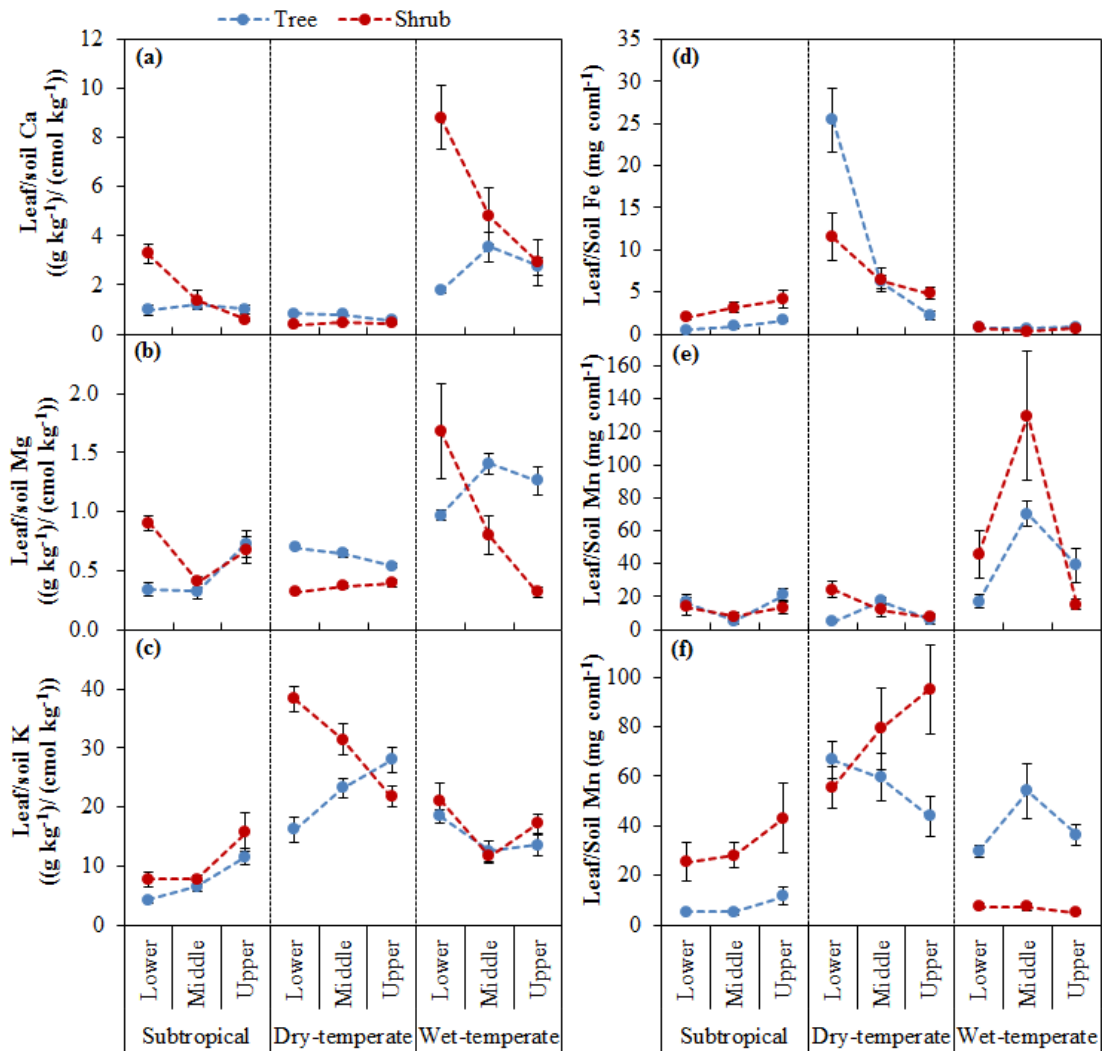 Tree Shrub
(a)
Leaf/soil Ca
((g kg⁻¹)/ (cmol kg⁻¹))
12
10
8
6
4
2
0
(b)
Leaf/soil Mg
((g kg⁻¹)/ (cmol kg⁻¹))
2.0
1.5
1.0
0.5
0.0
(c)
Leaf/soil K
((g kg⁻¹)/ (cmol kg⁻¹))
40
30
20
10
0
Lower Middle Upper Lower Middle Upper Lower Middle Upper
Subtropical Dry-temperate Wet-temperate
(d)
Leaf/Soil Fe (mg coml⁻¹)
35
30
25
20
15
10
5
0
(e)
Leaf/Soil Mn (mg coml⁻¹)
160
140
120
100
80
60
40
20
0
(f)
Leaf/Soil Mn (mg coml⁻¹)
100
80
60
40
20
0
Lower Middle Upper Lower Middle Upper Lower Middle Upper
Subtropical Dry-temperate Wet-temperate